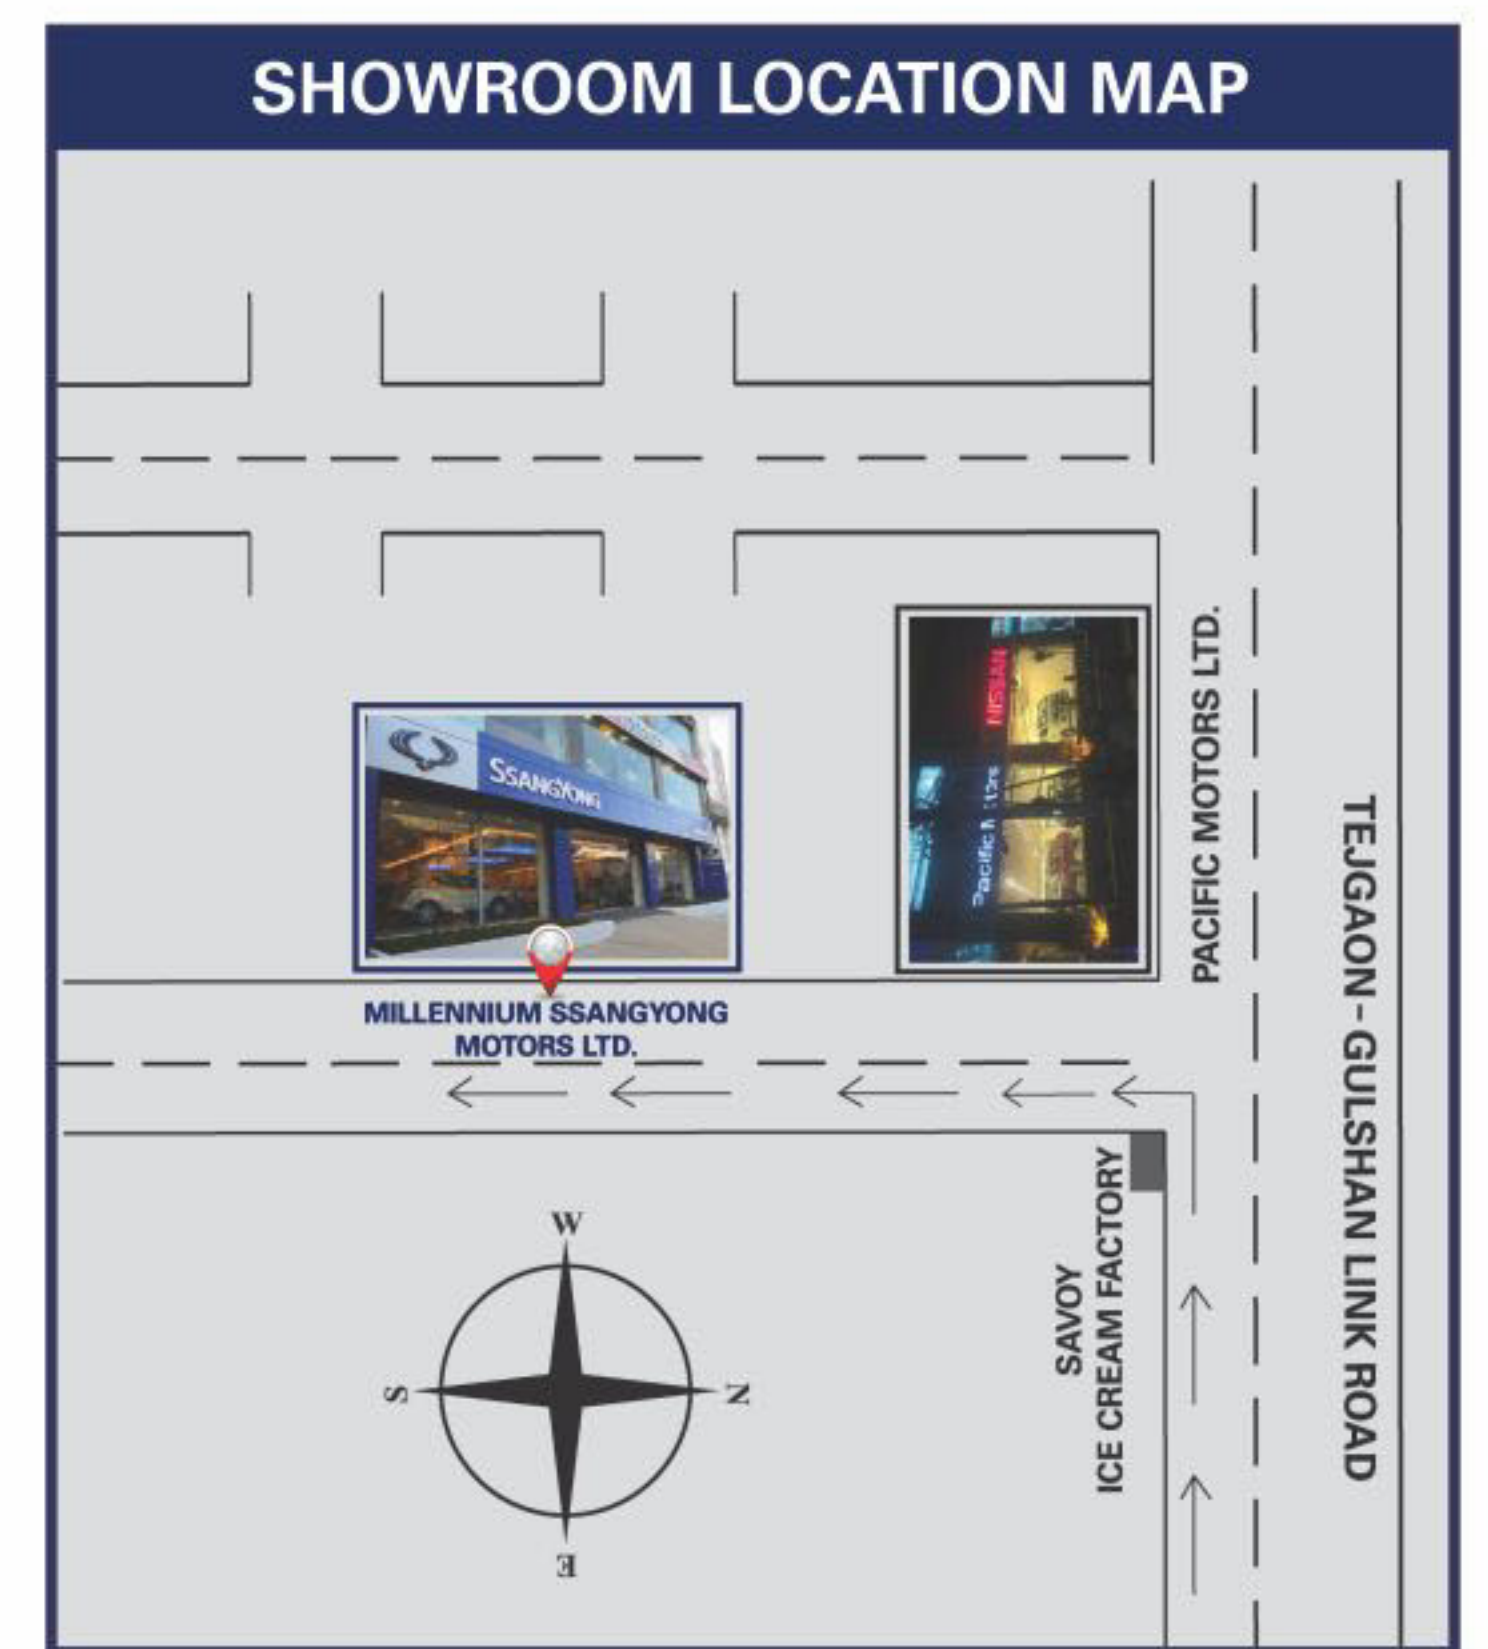 SHOWROOM LOCATION MAP
SSANGYONG
NISSAN
Pacific
PACIFIC MOTORS LTD.
TEJGAON-GULSHAN LINK ROAD
MILLENNIUM SSANGYONG
MOTORS LTD.
SAVOY
ICE CREAM FACTORY
W
S
N
E